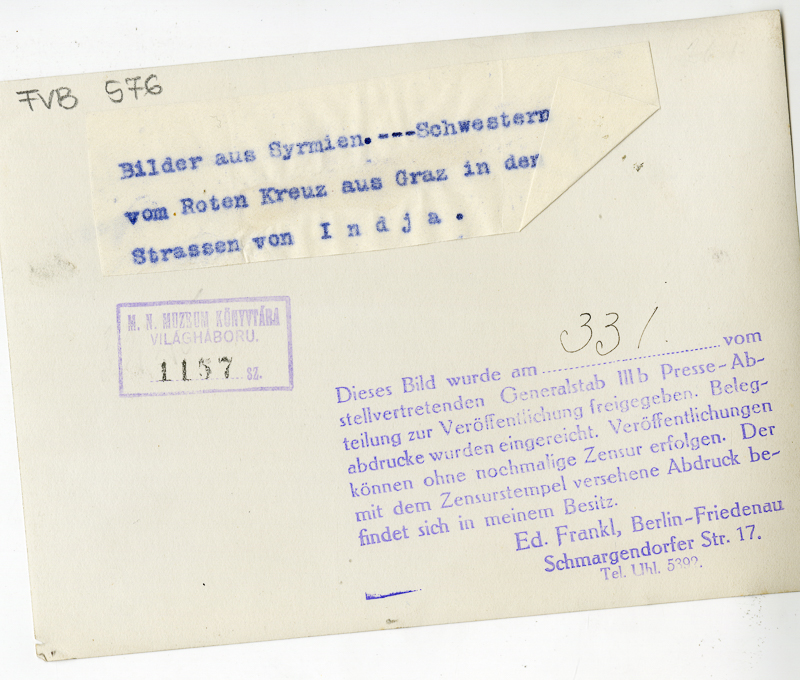 FVB 576
Bilder aus Syrmien.---Schwestern
vom Roten Kreuz aus Graz in den
Strassen von Indja.
M. N. MUZEUM KÖNYVTÁRA
VILÁGHÁBORU.
1157 SZ.
331.
Dieses Bild wurde am vom
stellvertretenden Generalstab IIIb Presse-Ab-
teilung zur Veröffentlichung freigegeben. Beleg-
abdrucke wurden eingereicht. Veröffentlichungen
können ohne nochmalige Zensur erfolgen. Der
mit dem Zensurstempel versehene Abdruck be-
findet sich in meinem Besitz.
Ed. Frankl, Berlin-Friedenau
Schmargendorfer Str. 17.
Tel. Uhl.